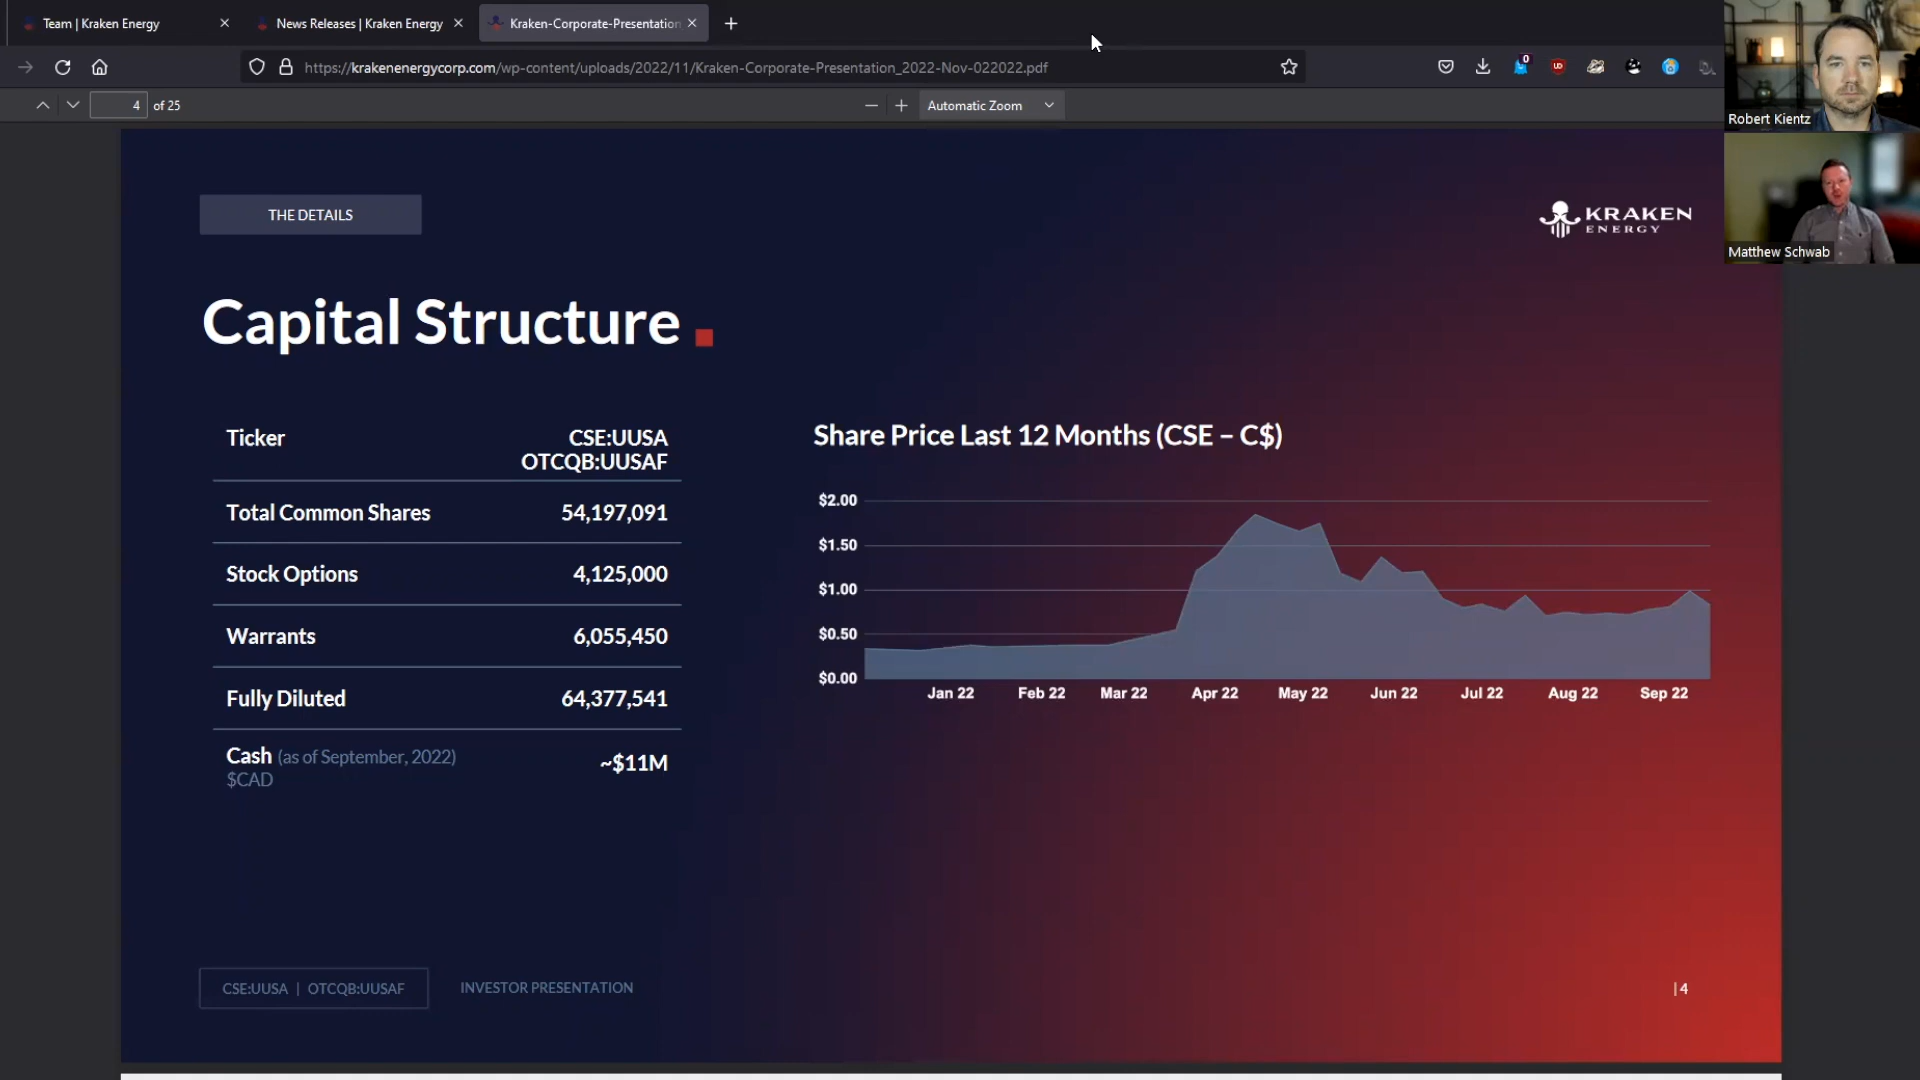 Team | Kraken Energy
News Releases | Kraken Energy
Kraken-Corporate-Presentation
https://krakenenergycorp.com/wp-content/uploads/2022/11/Kraken-Corporate-Presentation_2022-Nov-022022.pdf
0
UD
4 of 25
Automatic Zoom
Robert Kientz
Matthew Schwab
THE DETAILS
KRAKEN
ENERGY
Capital Structure
Ticker CSE:UUSA
OTCQB:UUSAF
Total Common Shares 54,197,091
Stock Options 4,125,000
Warrants 6,055,450
Fully Diluted 64,377,541
Cash (as of September, 2022) ~$11M
$CAD
Share Price Last 12 Months (CSE – C$)
$2.00
$1.50
$1.00
$0.50
$0.00
Jan 22 Feb 22 Mar 22 Apr 22 May 22 Jun 22 Jul 22 Aug 22 Sep 22
CSE:UUSA | OTCQB:UUSAF INVESTOR PRESENTATION
| 4